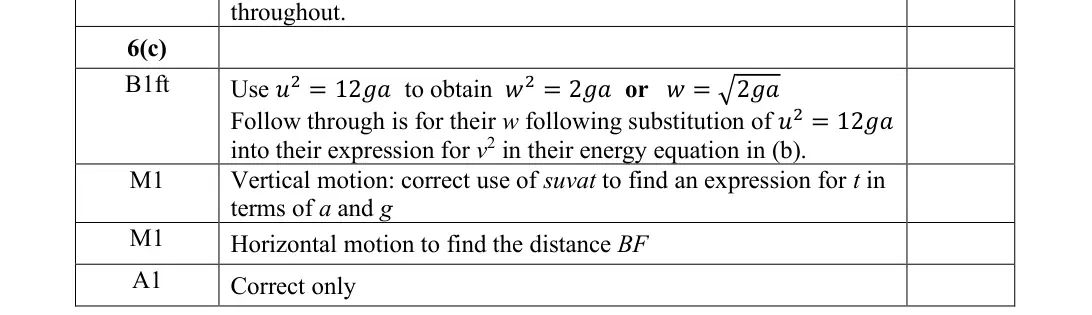 throughout.
6(c)
B1ft Use u² = 12ga to obtain w² = 2ga or w = √2ga
Follow through is for their w following substitution of u² = 12ga
into their expression for v² in their energy equation in (b).
M1 Vertical motion: correct use of suvat to find an expression for t in
terms of a and g
M1 Horizontal motion to find the distance BF
A1 Correct only